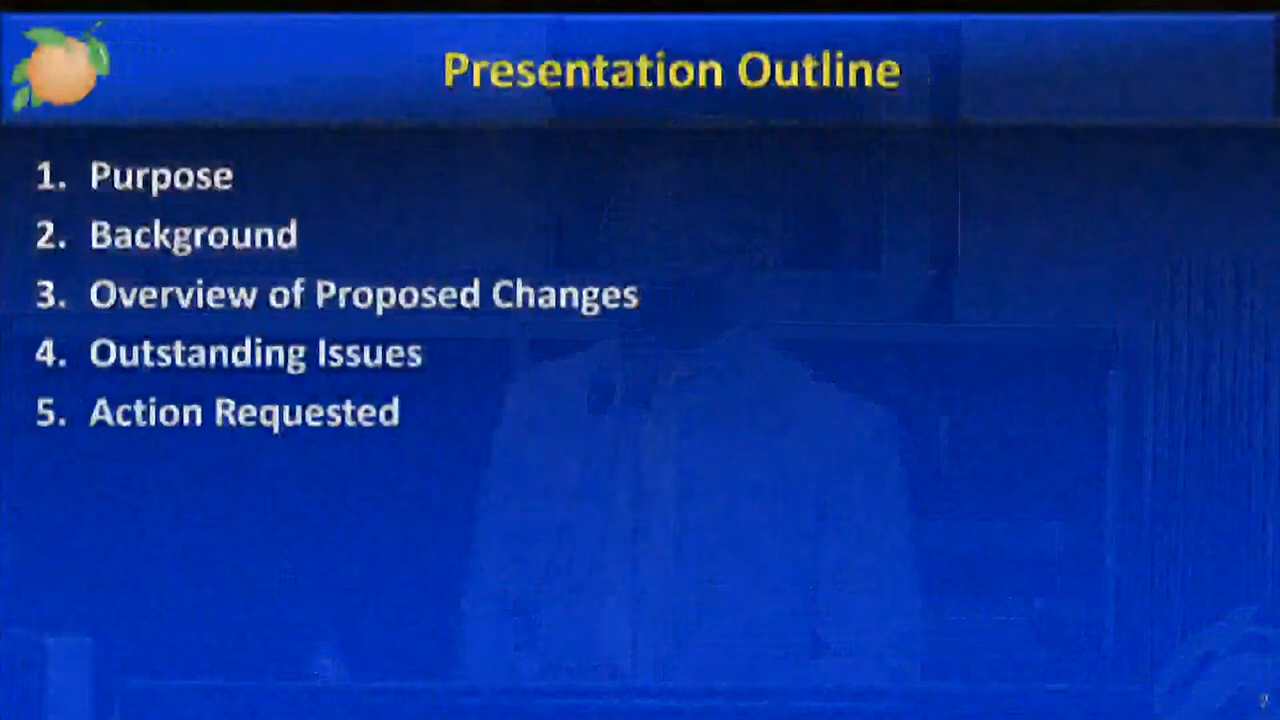 Presentation Outline
1. Purpose
2. Background
3. Overview of Proposed Changes
4. Outstanding Issues
5. Action Requested